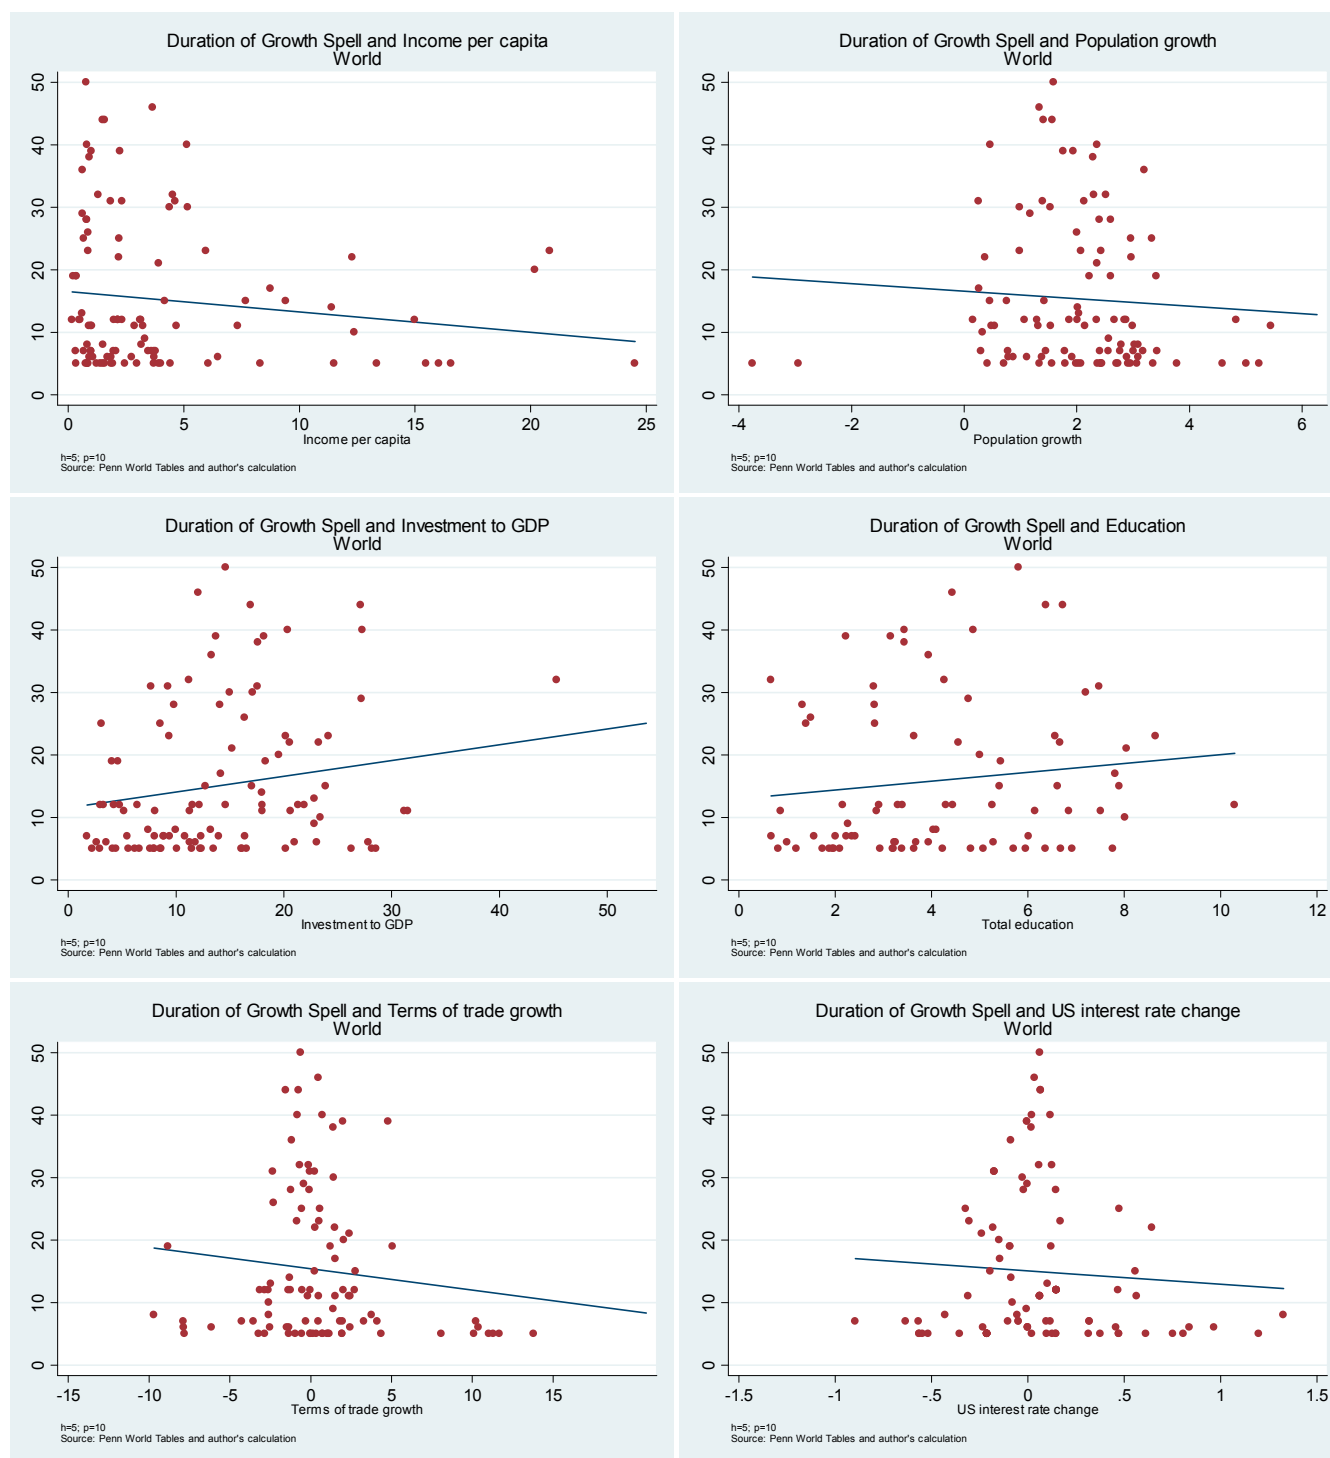 Duration of Growth Spell and Income per capita
World
50
40
30
20
10
0
0 5 10 15 20 25
Income per capita
h=5; p=10
Source: Penn World Tables and author's calculation
Duration of Growth Spell and Population growth
World
50
40
30
20
10
0
-4 -2 0 2 4 6
Population growth
h=5; p=10
Source: Penn World Tables and author's calculation
Duration of Growth Spell and Investment to GDP
World
50
40
30
20
10
0
0 10 20 30 40 50
Investment to GDP
h=5; p=10
Source: Penn World Tables and author's calculation
Duration of Growth Spell and Education
World
50
40
30
20
10
0
0 2 4 6 8 10 12
Total education
h=5; p=10
Source: Penn World Tables and author's calculation
Duration of Growth Spell and Terms of trade growth
World
50
40
30
20
10
0
-15 -10 -5 0 5 10 15
Terms of trade growth
h=5; p=10
Source: Penn World Tables and author's calculation
Duration of Growth Spell and US interest rate change
World
50
40
30
20
10
0
-1.5 -1 -.5 0 .5 1 1.5
US interest rate change
h=5; p=10
Source: Penn World Tables and author's calculation